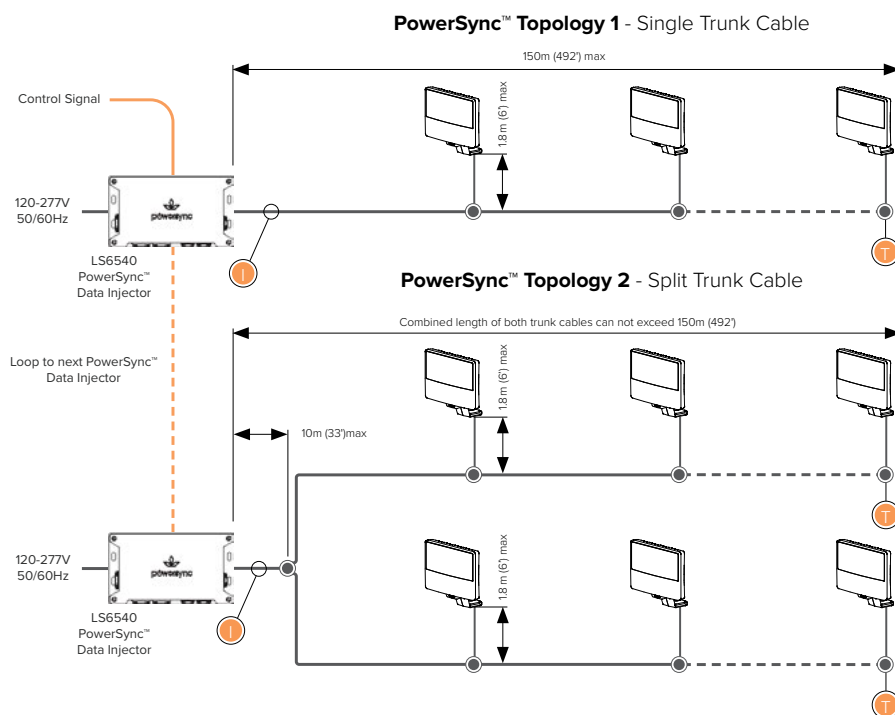 PowerSync™ Topology 1 - Single Trunk Cable
150m (492') max
Control Signal
1.8m (6') max
120-277V
50/60Hz
powersync
LS6540
PowerSync™
Data Injector
I
T
PowerSync™ Topology 2 - Split Trunk Cable
Combined length of both trunk cables can not exceed 150m (492')
Loop to next PowerSync™
Data Injector
1.8m (6') max
10m (33')max
T
120-277V
50/60Hz
powersync
1.8m (6') max
LS6540
PowerSync™
Data Injector
I
T